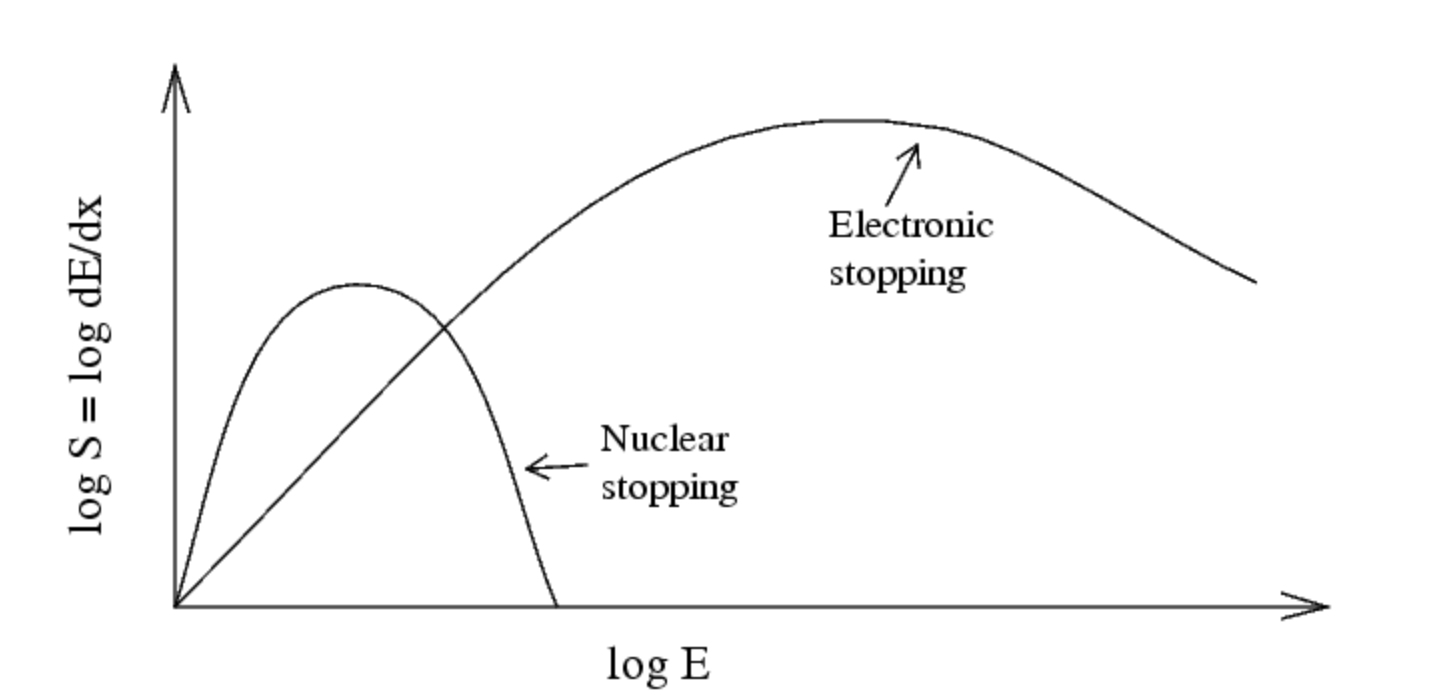 log S = log dE/dx
Electronic
stopping
Nuclear
stopping
log E